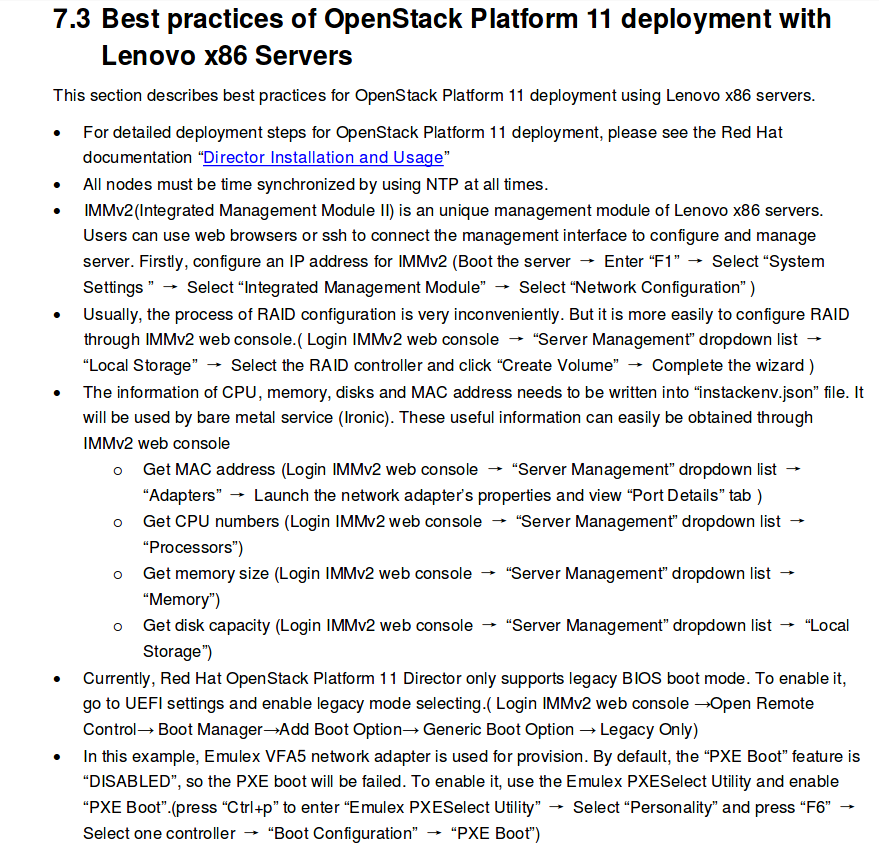 7.3 Best practices of OpenStack Platform 11 deployment with
Lenovo x86 Servers
This section describes best practices for OpenStack Platform 11 deployment using Lenovo x86 servers.
• For detailed deployment steps for OpenStack Platform 11 deployment, please see the Red Hat
documentation “Director Installation and Usage”
• All nodes must be time synchronized by using NTP at all times.
• IMMv2(Integrated Management Module II) is an unique management module of Lenovo x86 servers.
Users can use web browsers or ssh to connect the management interface to configure and manage
server. Firstly, configure an IP address for IMMv2 (Boot the server → Enter “F1” → Select “System
Settings ” → Select “Integrated Management Module” → Select “Network Configuration” )
• Usually, the process of RAID configuration is very inconveniently. But it is more easily to configure RAID
through IMMv2 web console.( Login IMMv2 web console → “Server Management” dropdown list →
“Local Storage” → Select the RAID controller and click “Create Volume” → Complete the wizard )
• The information of CPU, memory, disks and MAC address needs to be written into “instackenv.json” file. It
will be used by bare metal service (Ironic). These useful information can easily be obtained through
IMMv2 web console
o Get MAC address (Login IMMv2 web console → “Server Management” dropdown list →
“Adapters” → Launch the network adapter’s properties and view “Port Details” tab )
o Get CPU numbers (Login IMMv2 web console → “Server Management” dropdown list →
“Processors”)
o Get memory size (Login IMMv2 web console → “Server Management” dropdown list →
“Memory”)
o Get disk capacity (Login IMMv2 web console → “Server Management” dropdown list → “Local
Storage”)
• Currently, Red Hat OpenStack Platform 11 Director only supports legacy BIOS boot mode. To enable it,
go to UEFI settings and enable legacy mode selecting.( Login IMMv2 web console →Open Remote
Control→ Boot Manager→Add Boot Option→ Generic Boot Option → Legacy Only)
• In this example, Emulex VFA5 network adapter is used for provision. By default, the “PXE Boot” feature is
“DISABLED”, so the PXE boot will be failed. To enable it, use the Emulex PXESelect Utility and enable
“PXE Boot”.(press “Ctrl+p” to enter “Emulex PXESelect Utility” → Select “Personality” and press “F6” →
Select one controller → “Boot Configuration” → “PXE Boot”)